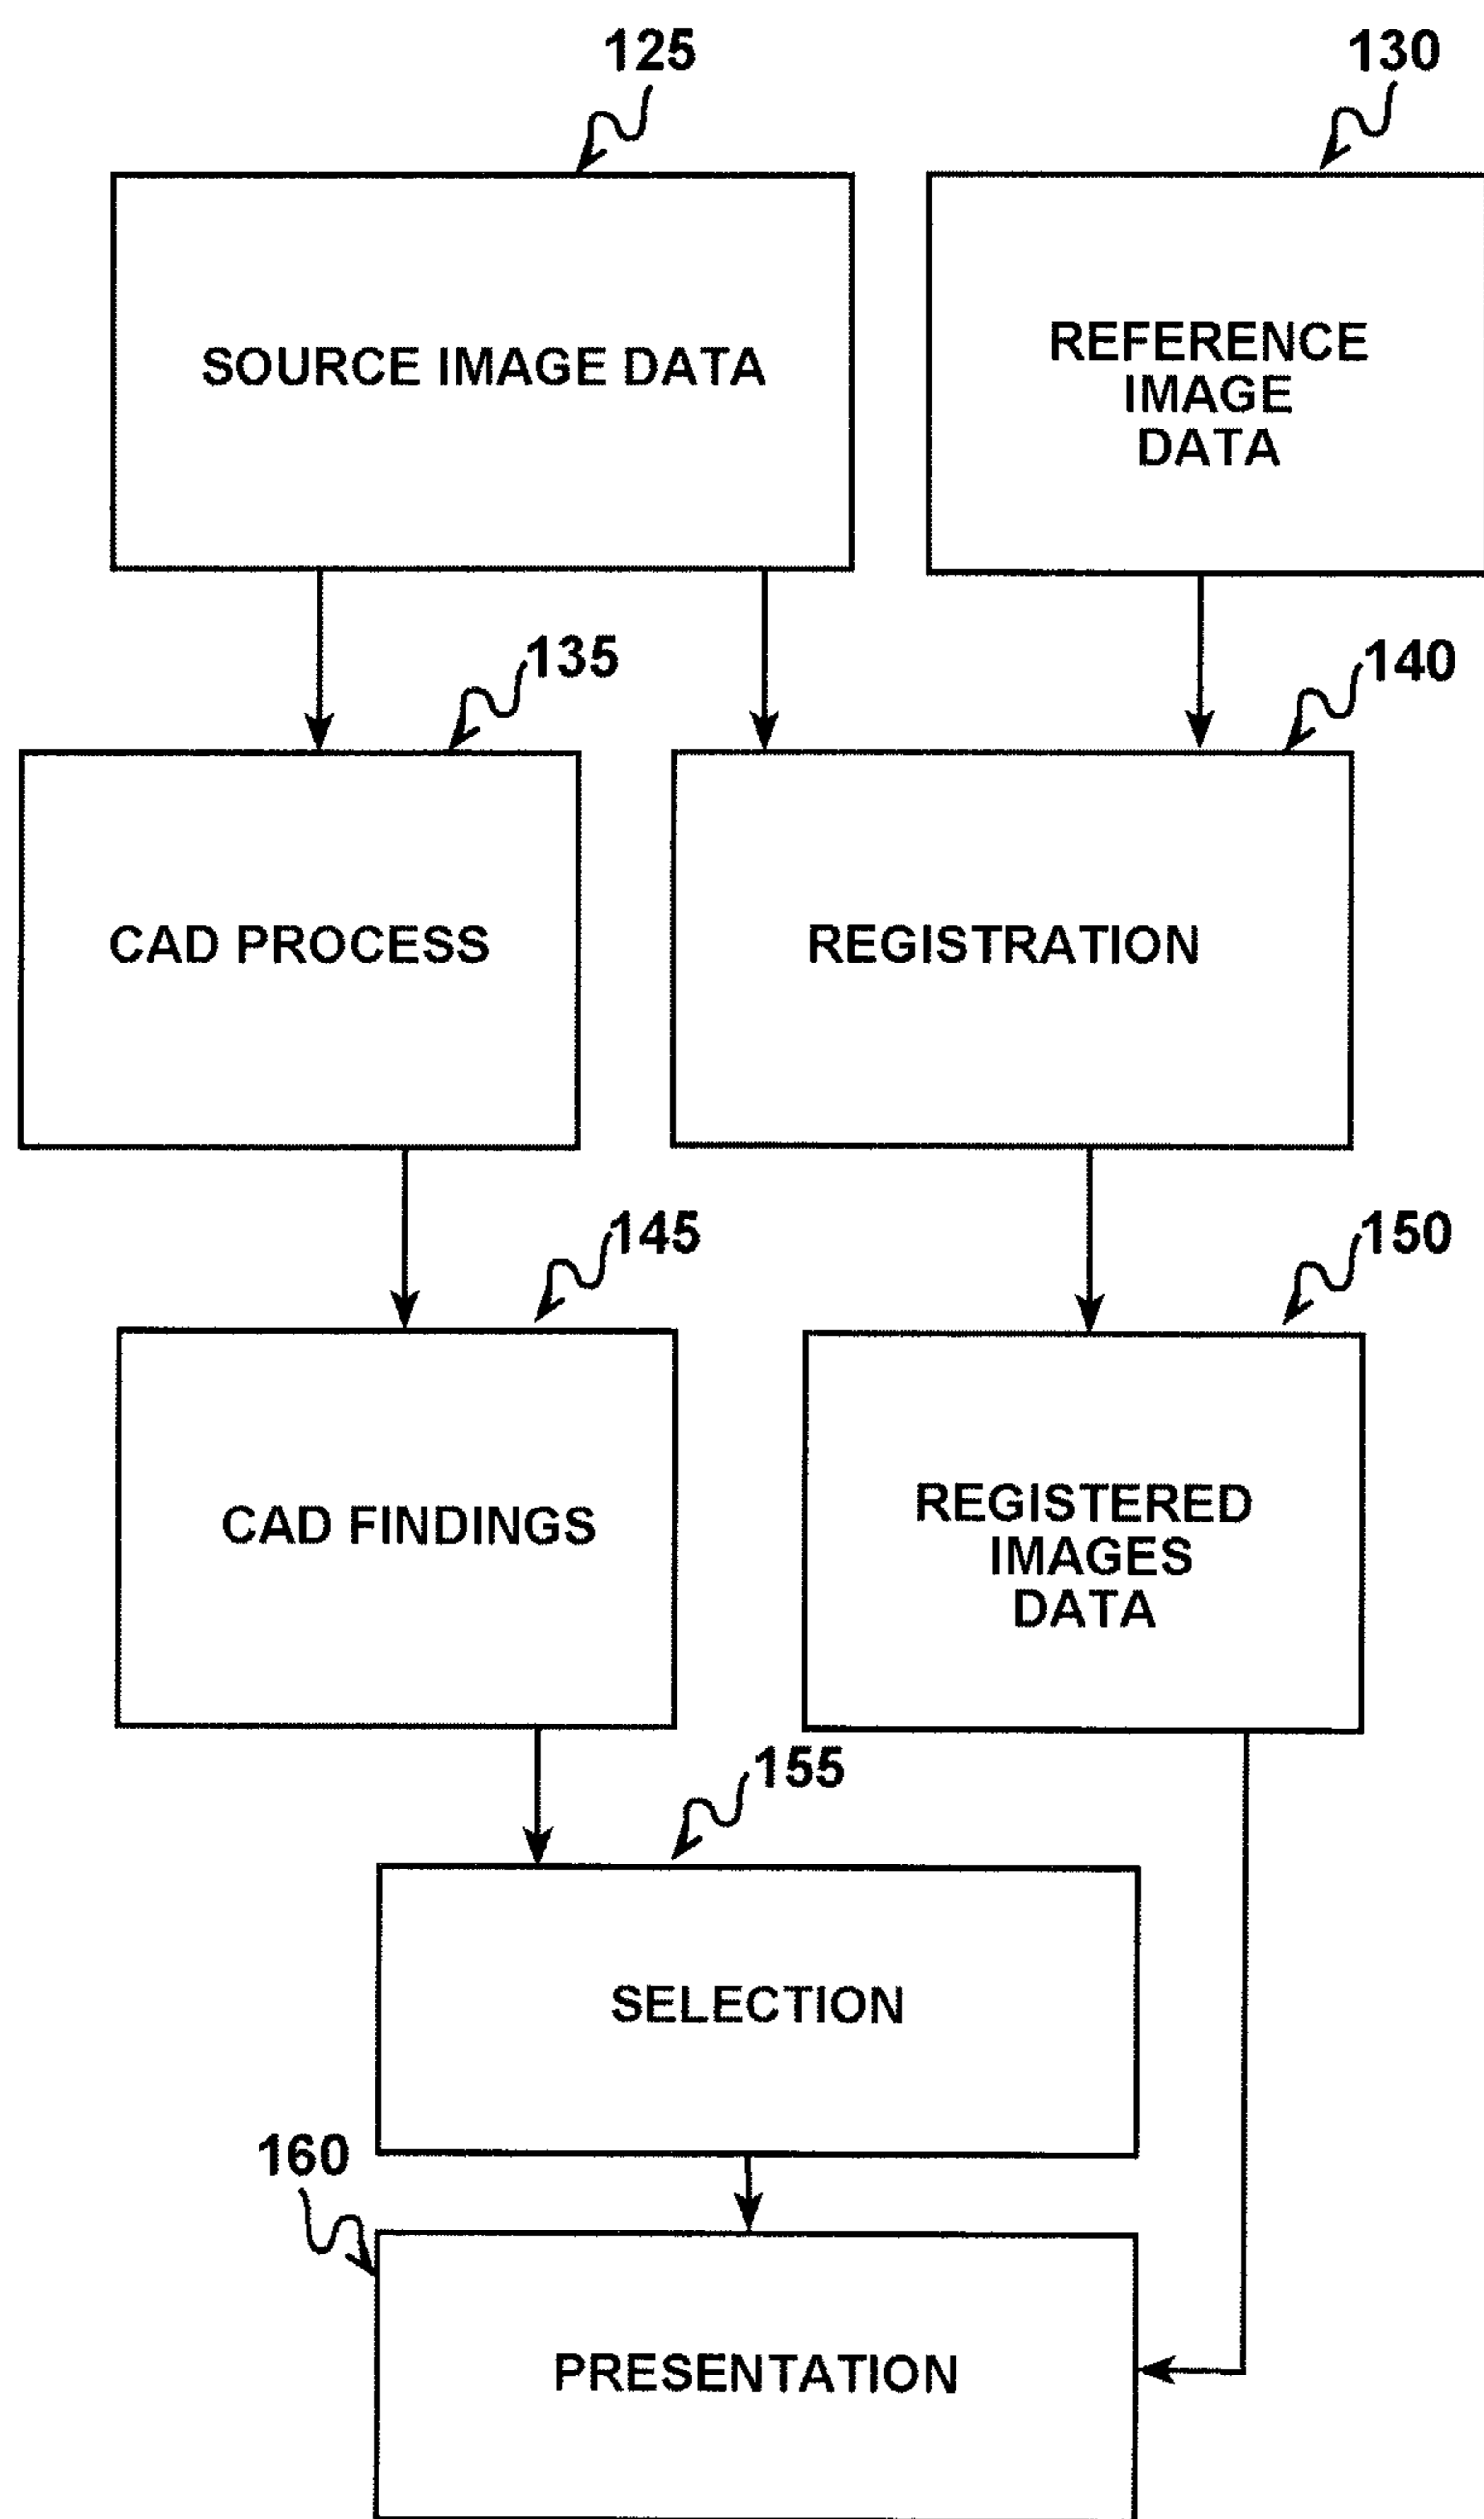 125
130
SOURCE IMAGE DATA
REFERENCE
IMAGE
DATA
135
140
CAD PROCESS
REGISTRATION
145
150
CAD FINDINGS
REGISTERED
IMAGES
DATA
155
SELECTION
160
PRESENTATION